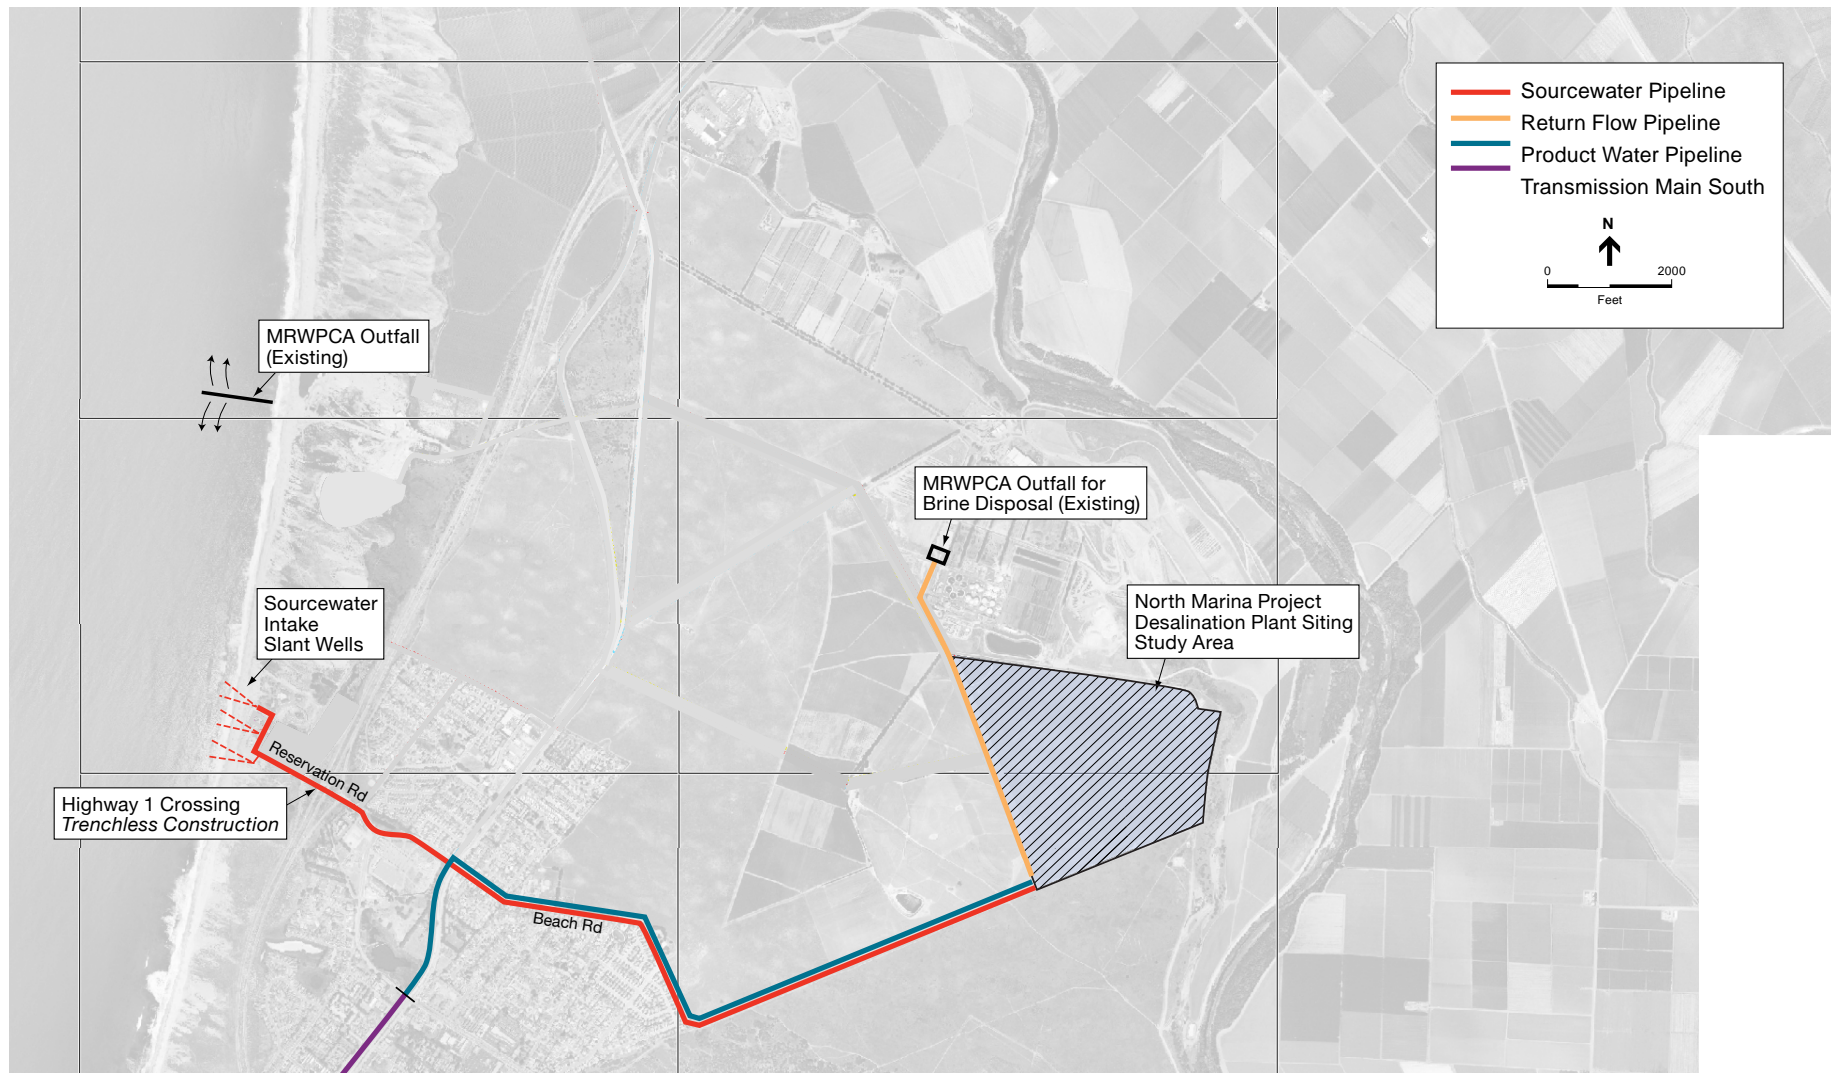 Sourcewater Pipeline
Return Flow Pipeline
Product Water Pipeline
Transmission Main South
N
0 2000
Feet
MRWPCA Outfall
(Existing)
MRWPCA Outfall for
Brine Disposal (Existing)
Sourcewater
Intake
Slant Wells
North Marina Project
Desalination Plant Siting
Study Area
Reservation Rd
Highway 1 Crossing
Trenchless Construction
Beach Rd